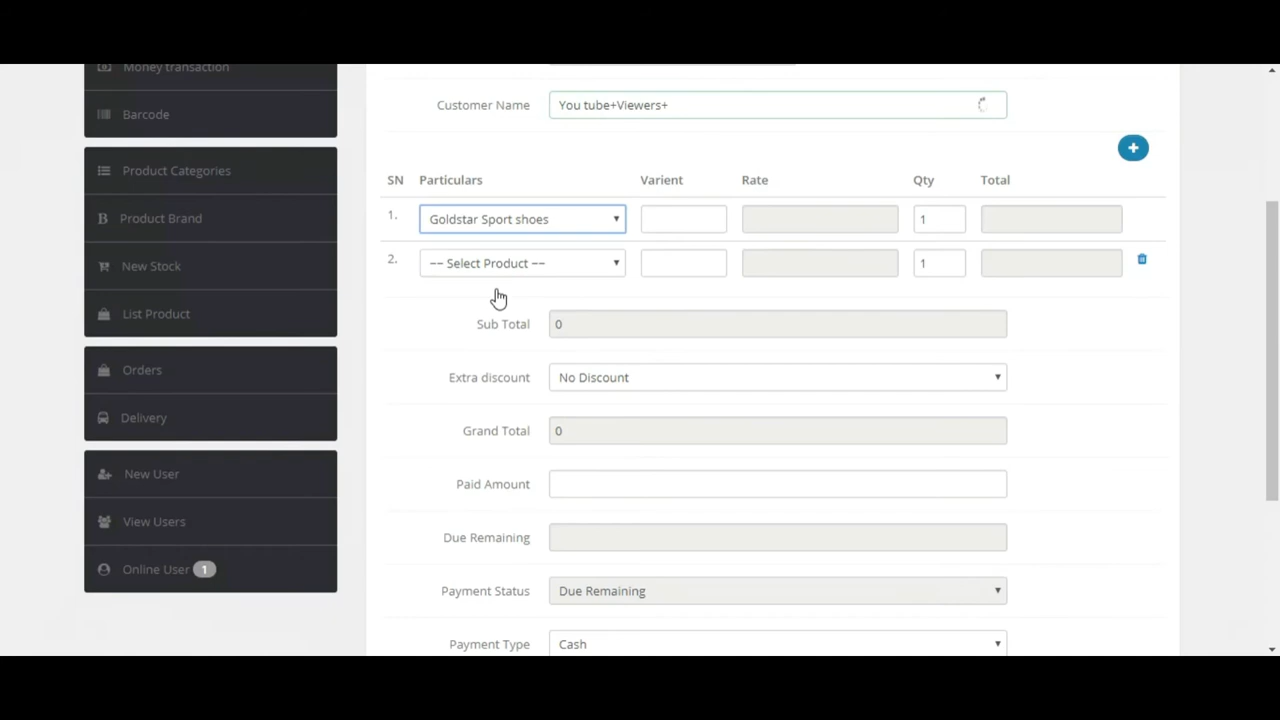 Money transaction
Barcode
Product Categories
Product Brand
New Stock
List Product
Orders
Delivery
New User
View Users
Online User 1
Customer Name You tube+Viewers+
SN Particulars Varient Rate Qty Total
1. Goldstar Sport shoes 1
2. –– Select Product –– 1
Sub Total 0
Extra discount No Discount
Grand Total 0
Paid Amount
Due Remaining
Payment Status Due Remaining
Payment Type Cash